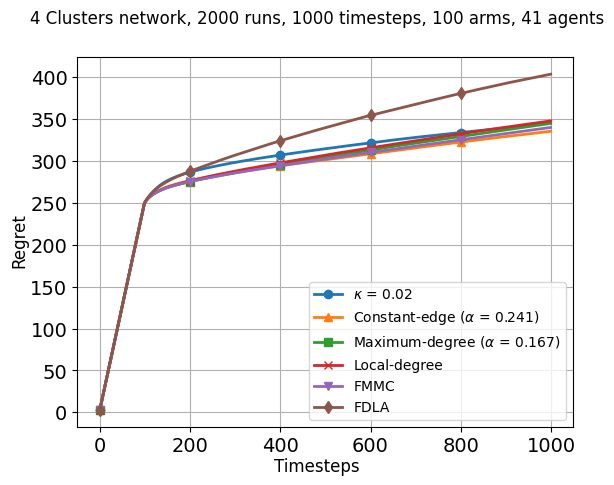 4 Clusters network, 2000 runs, 1000 timesteps, 100 arms, 41 agents
400
350
300
250
200
150
100
50
0
Regret
κ = 0.02
Constant-edge (α = 0.241)
Maximum-degree (α = 0.167)
Local-degree
FMMC
FDLA
0 200 400 600 800 1000
Timesteps